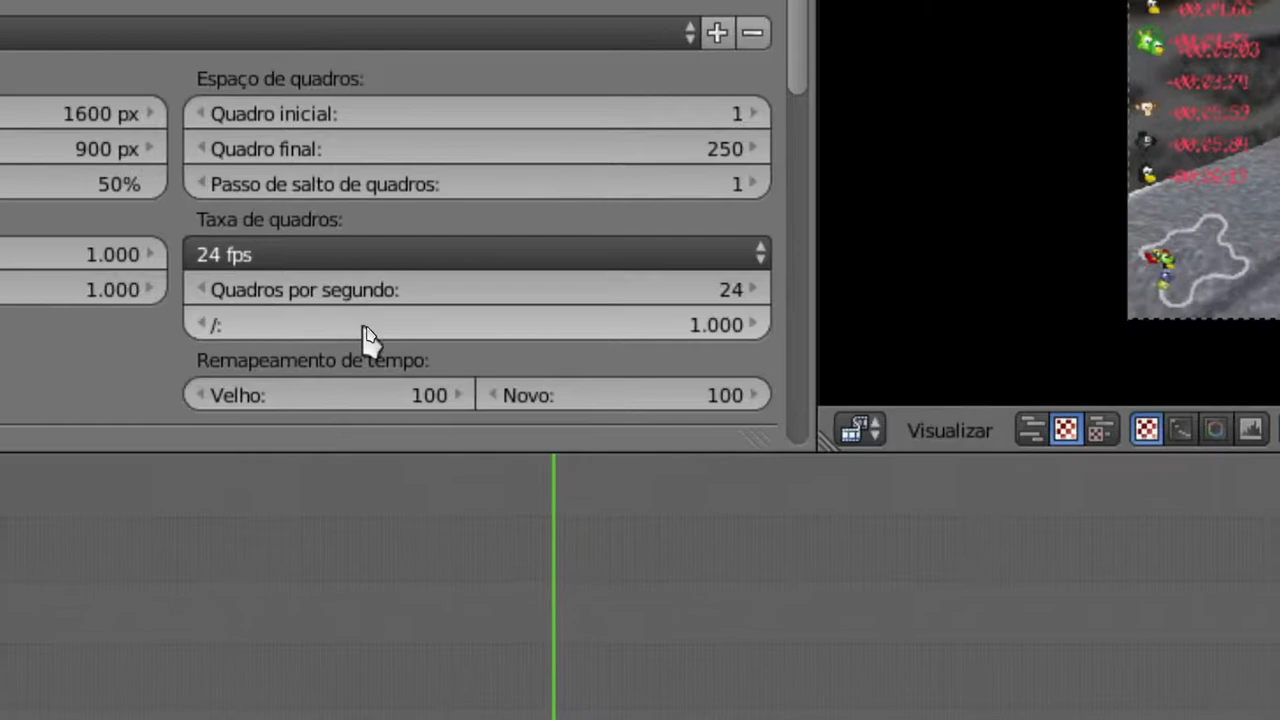 Espaço de quadros:
1600 px
Quadro inicial: 1
900 px
Quadro final: 250
50%
Passo de salto de quadros: 1
Taxa de quadros:
1.000
24 fps
1.000
Quadros por segundo: 24
/: 1.000
Remapeamento de tempo:
Velho: 100
Novo: 100
Visualizar